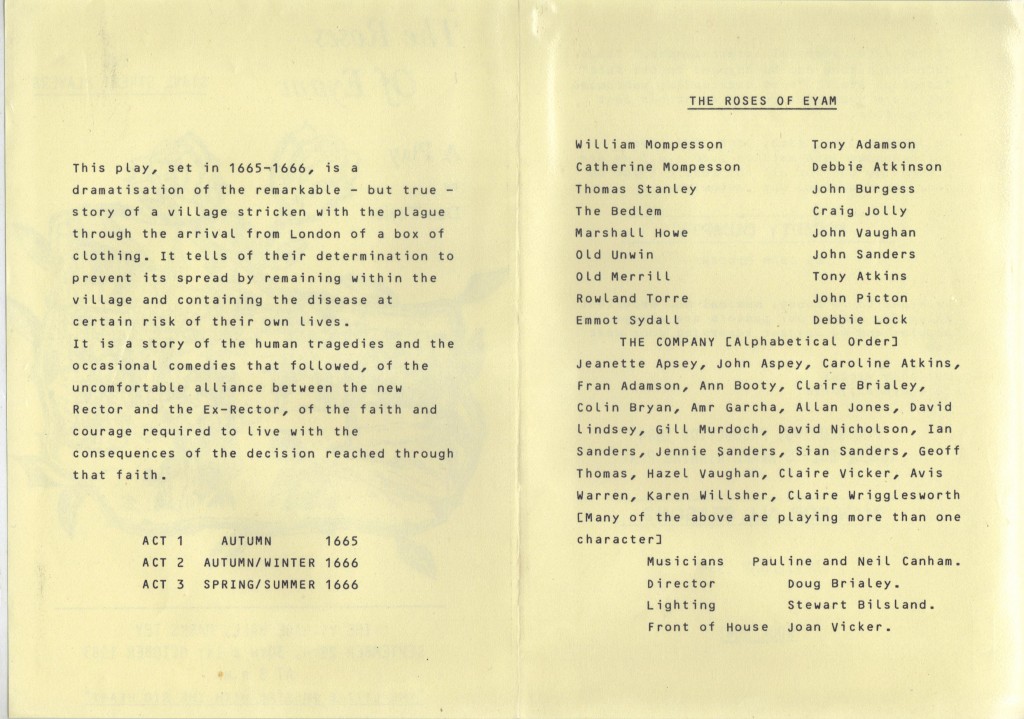 This play, set in 1665-1666, is a
dramatisation of the remarkable - but true -
story of a village stricken with the plague
through the arrival from London of a box of
clothing. It tells of their determination to
prevent its spread by remaining within the
village and containing the disease at
certain risk of their own lives.
It is a story of the human tragedies and the
occasional comedies that followed, of the
uncomfortable alliance between the new
Rector and the Ex-Rector, of the faith and
courage required to live with the
consequences of the decision reached through
that faith.
ACT 1 AUTUMN 1665
ACT 2 AUTUMN/WINTER 1666
ACT 3 SPRING/SUMMER 1666
THE ROSES OF EYAM
William Mompesson Tony Adamson
Catherine Mompesson Debbie Atkinson
Thomas Stanley John Burgess
The Bedlem Craig Jolly
Marshall Howe John Vaughan
Old Unwin John Sanders
Old Merrill Tony Atkins
Rowland Torre John Picton
Emmot Sydall Debbie Lock
THE COMPANY [Alphabetical Order]
Jeanette Apsey, John Aspey, Caroline Atkins,
Fran Adamson, Ann Booty, Claire Brialey,
Colin Bryan, Amr Garcha, Allan Jones, David
lindsey, Gill Murdoch, David Nicholson, Ian
Sanders, Jennie Sanders, Sian Sanders, Geoff
Thomas, Hazel Vaughan, Claire Vicker, Avis
Warren, Karen Willsher, Claire Wrigglesworth
[Many of the above are playing more than one
character]
Musicians Pauline and Neil Canham.
Director Doug Brialey.
Lighting Stewart Bilsland.
Front of House Joan Vicker.